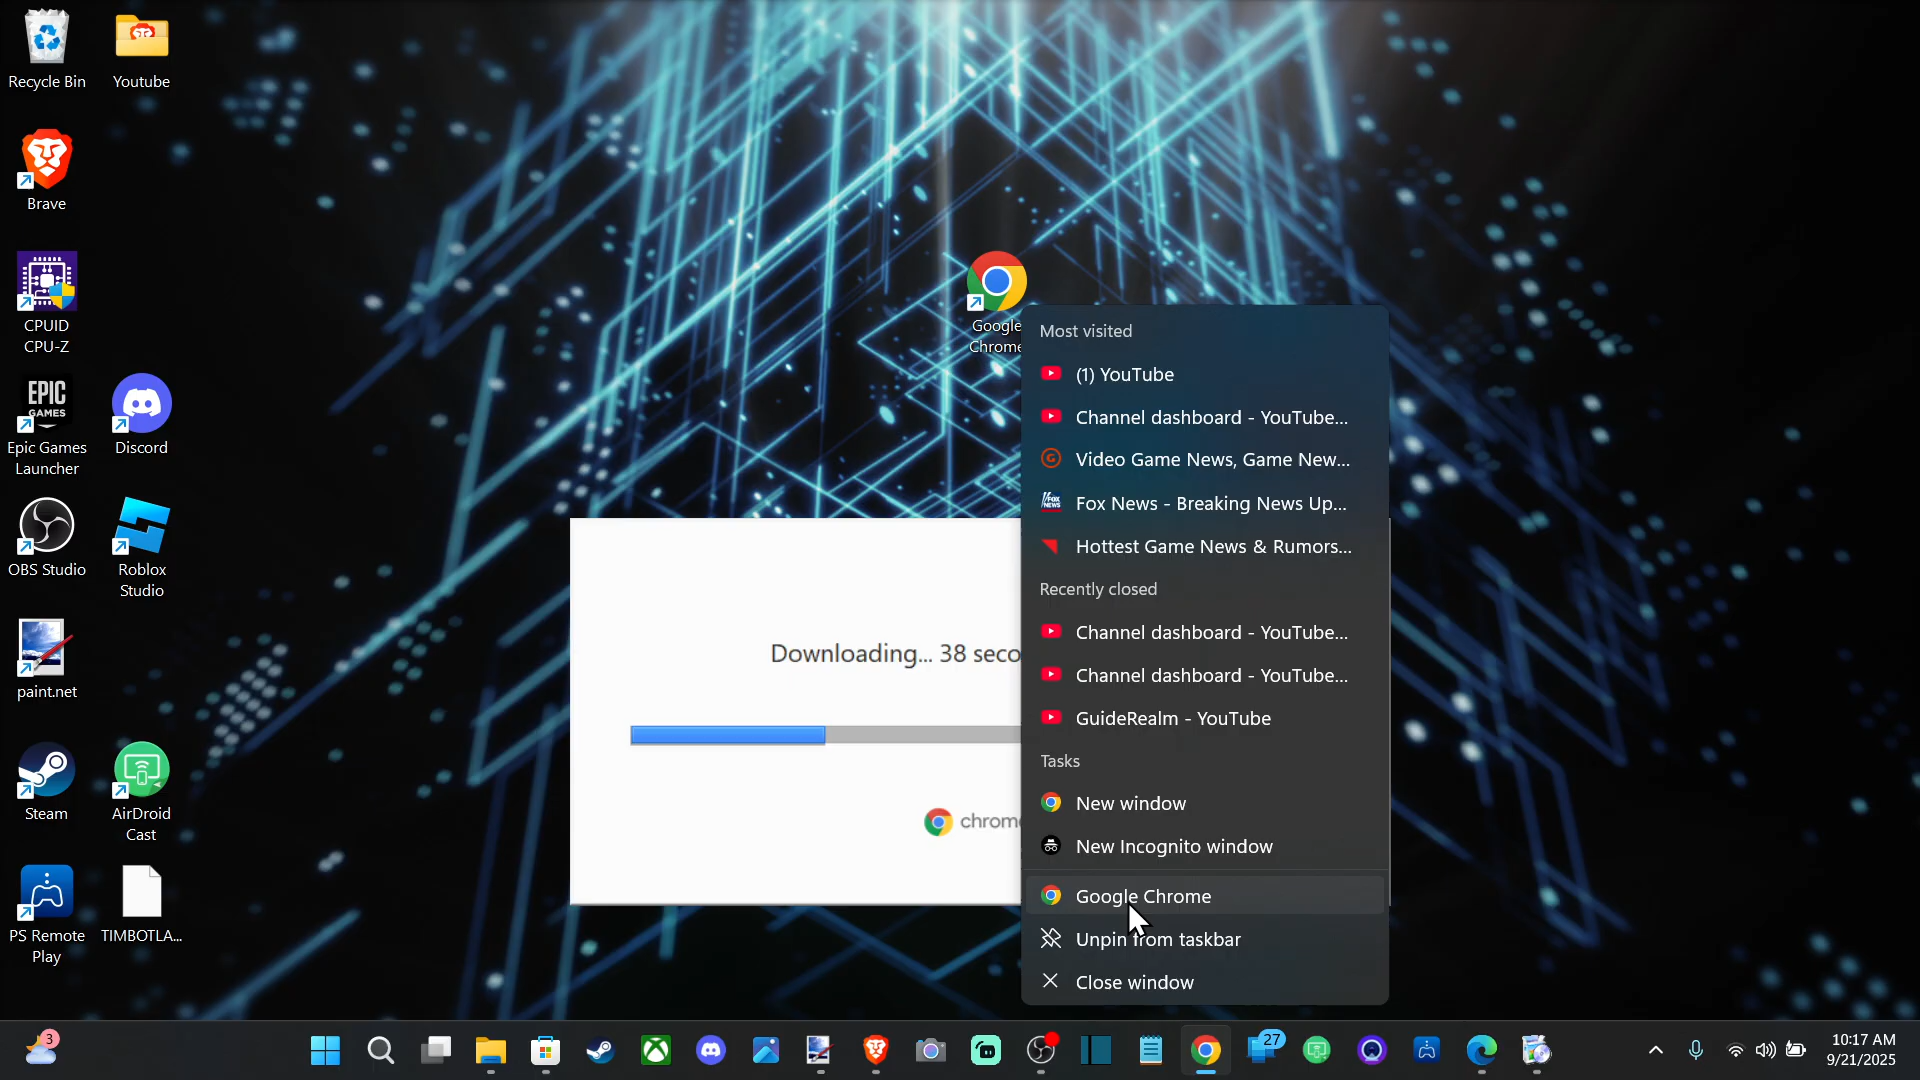 Recycle Bin
Youtube
Brave
CPUID
CPU-Z
EPIC
GAMES
Epic Games
Launcher
Discord
OBS Studio
Roblox
Studio
paint.net
Steam
AirDroid
Cast
PS Remote
Play
TIMBOTLA...
Google
Chrome
Downloading... 38 seco
chrome
Most visited
(1) YouTube
Channel dashboard - YouTube...
G
Video Game News, Game New...
FOX
NEWS
Fox News - Breaking News Up...
Hottest Game News & Rumors...
Recently closed
Channel dashboard - YouTube...
Channel dashboard - YouTube...
GuideRealm - YouTube
Tasks
New window
New Incognito window
Google Chrome
Unpin from taskbar
Close window
3
27
10:17 AM
9/21/2025